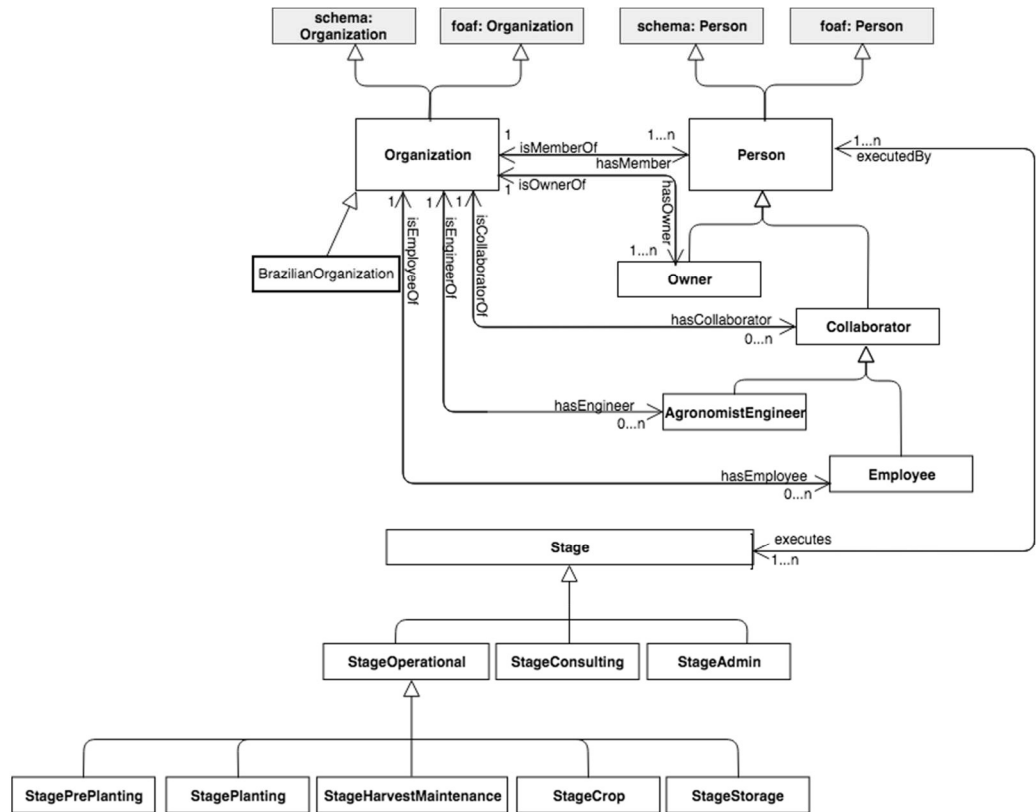 schema:
Organization
foaf: Organization
schema: Person
foaf: Person
Organization
1
isMemberOf
1...n
hasMember
Person
1...n
executedBy
isOwnerOf
1
hasOwner
1...n
Owner
1
isEmployeeOf
1
isEngineerOf
1
isCollaboratorOf
BrazilianOrganization
hasCollaborator
0...n
Collaborator
hasEngineer
0...n
AgronomistEngineer
hasEmployee
0...n
Employee
Stage
executes
1...n
StageOperational
StageConsulting
StageAdmin
StagePrePlanting
StagePlanting
StageHarvestMaintenance
StageCrop
StageStorage